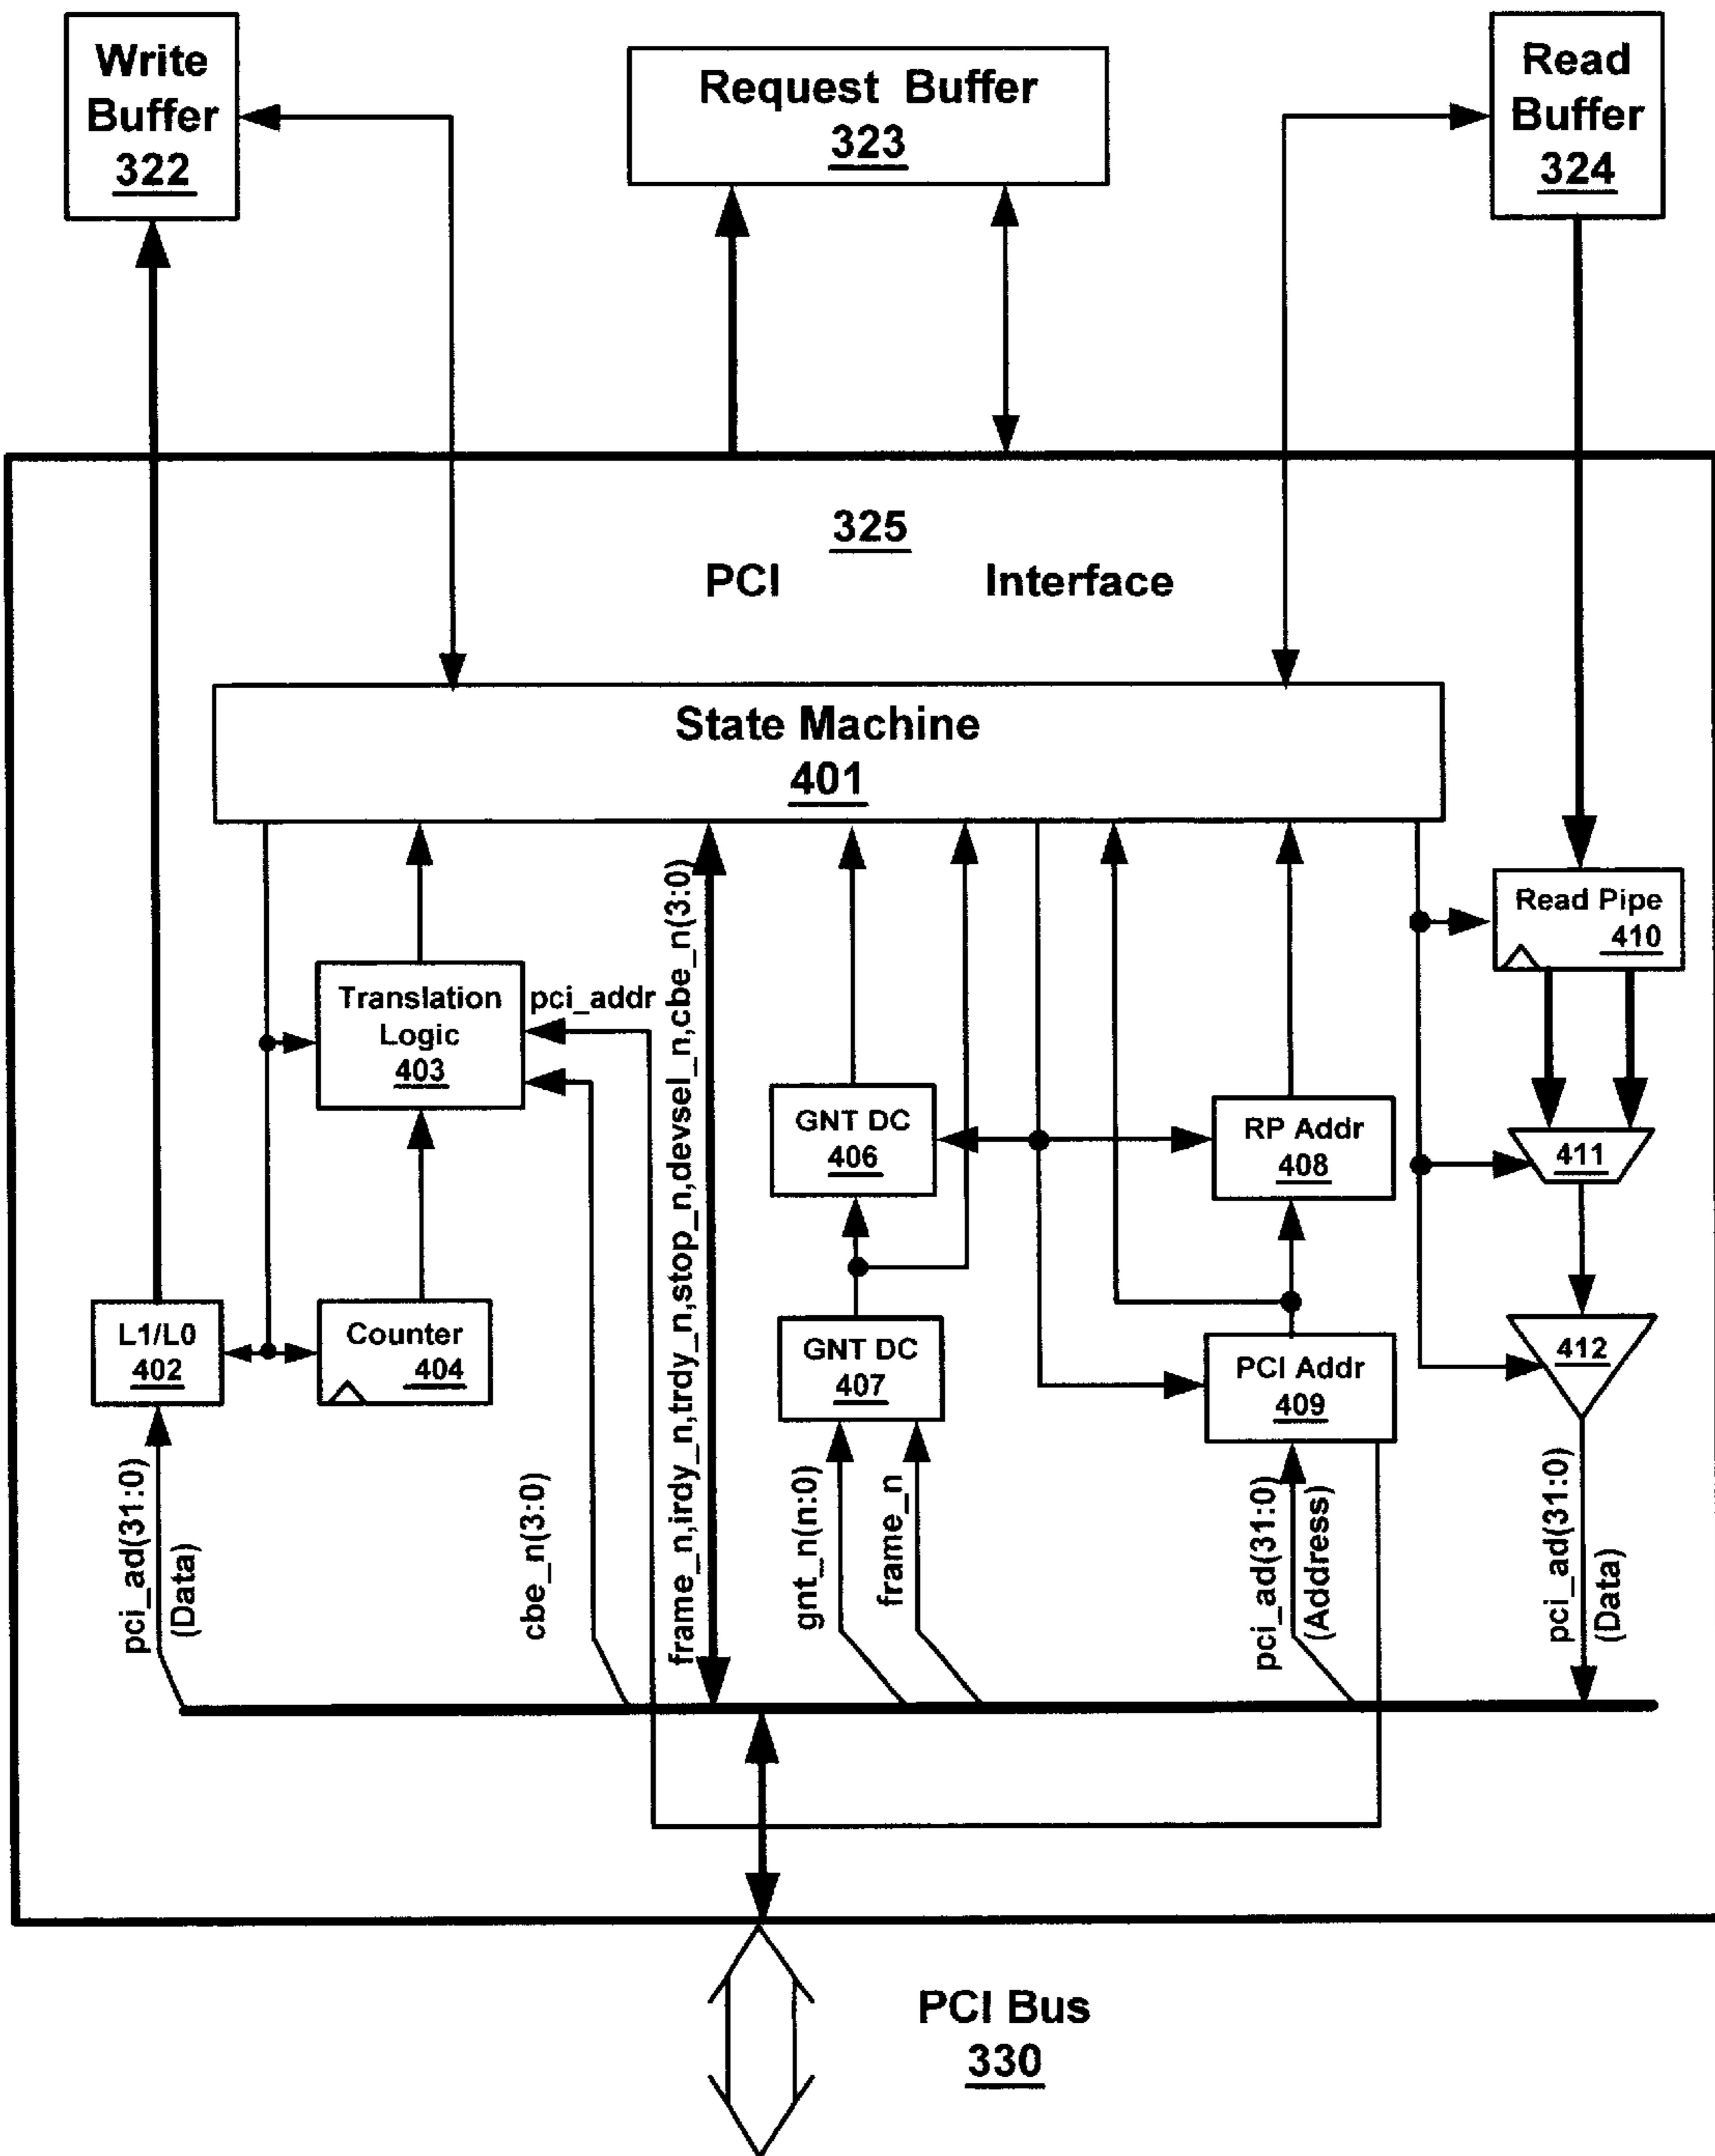 Write
Buffer
322
Request Buffer
323
Read
Buffer
324
325
PCI Interface
State Machine
401
Read Pipe
410
Translation
Logic
403
pci_addr
frame_n,irdy_n,trdy_n,stop_n,devsel_n,cbe_n(3:0)
GNT DC
406
RP Addr
408
411
L1/L0
402
Counter
404
GNT DC
407
PCI Addr
409
412
pci_ad(31:0)
(Data)
cbe_n(3:0)
gnt_n(n:0)
frame_n
pci_ad(31:0)
(Address)
pci_ad(31:0)
(Data)
PCI Bus
330